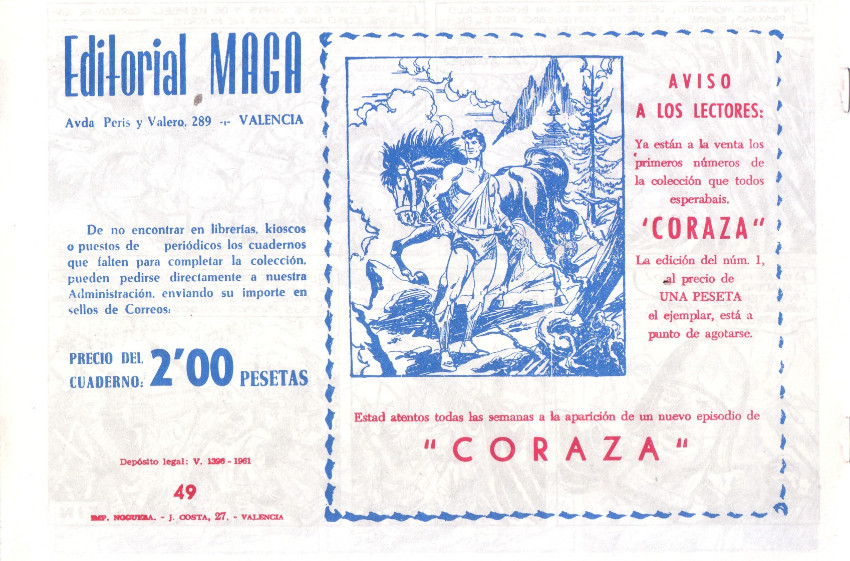 Editorial MAGA
Avda Peris y Valero, 289 -:- VALENCIA
De no encontrar en librerías, kioscos
o puestos de periódicos los cuadernos
que falten para completar la colección,
pueden pedirse directamente a nuestra
Administración, enviando su importe en
sellos de Correos:
PRECIO DEL
CUADERNO: 2'00 PESETAS
Depósito legal: V. 1396 - 1961
49
IMP. NOGUERA. - J. COSTA, 27. - VALENCIA
AVISO
A LOS LECTORES:
Ya están a la venta los
primeros números de
la colección que todos
esperabais.
'CORAZA"
La edición del núm. 1,
al precio de
UNA PESETA
el ejemplar, está a
punto de agotarse.
Estad atentos todas las semanas a la aparición de un nuevo episodio de
"CORAZA"